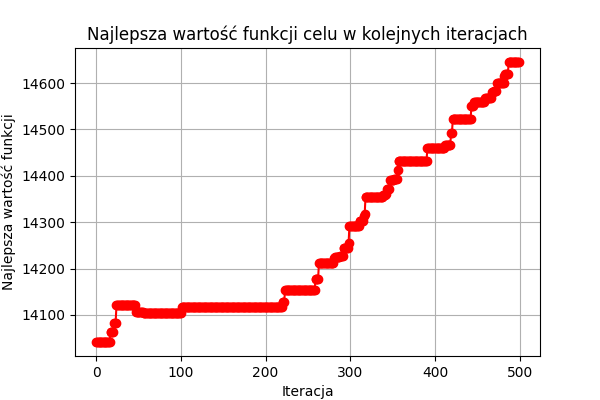 Najlepsza wartość funkcji celu w kolejnych iteracjach
Najlepsza wartość funkcji
14600
14500
14400
14300
14200
14100
0 100 200 300 400 500
Iteracja